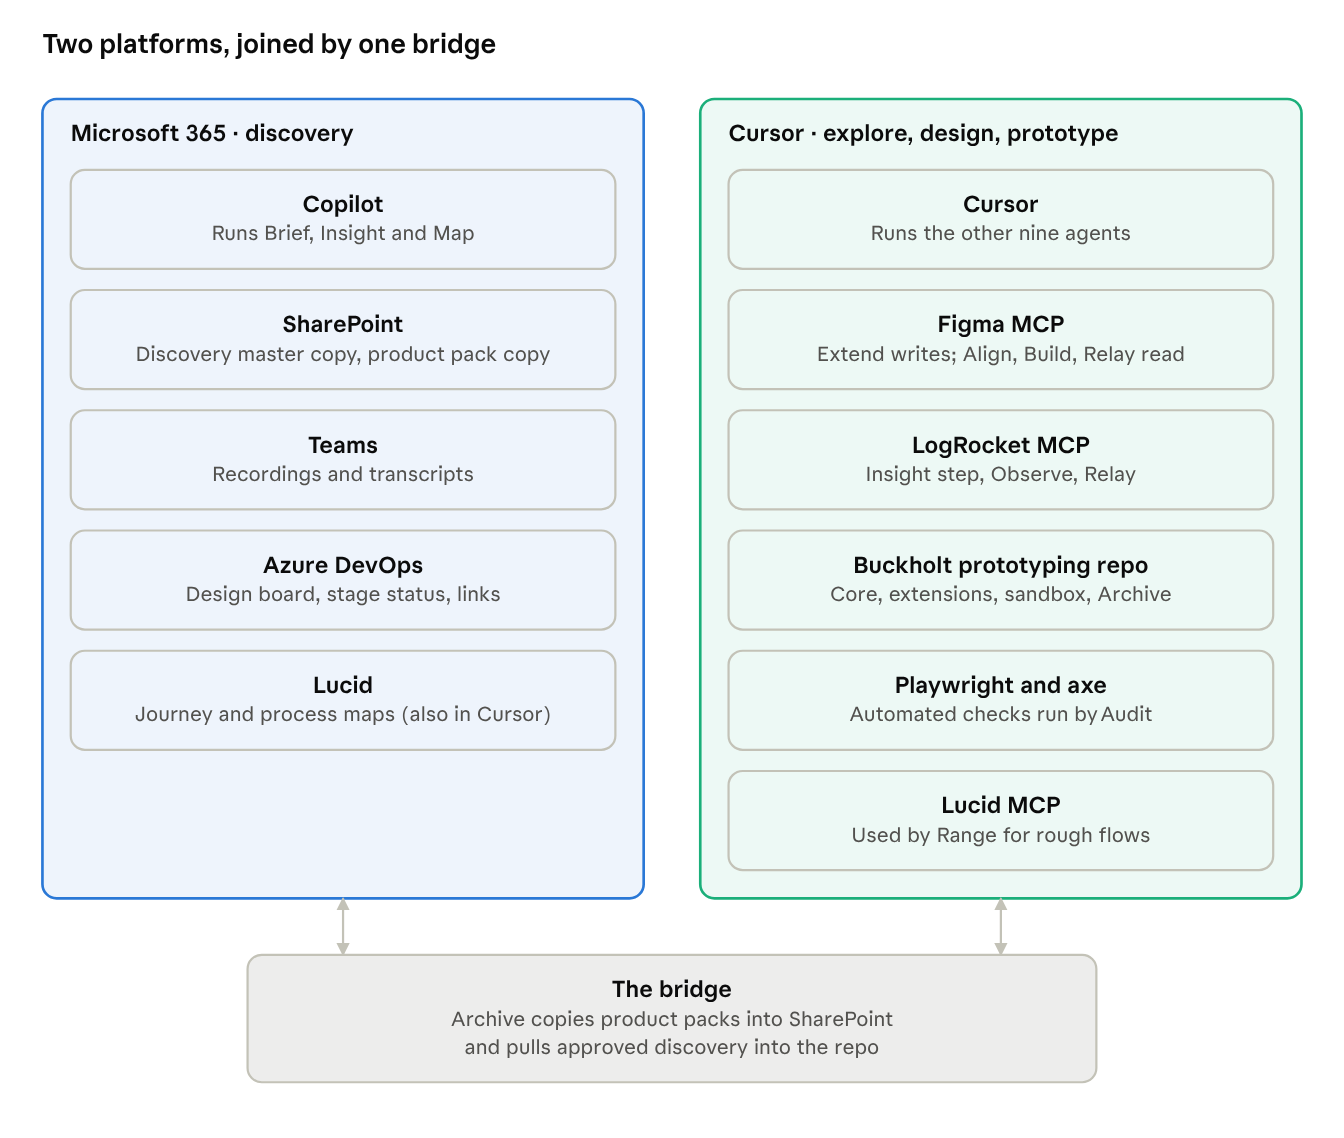 Two platforms, joined by one bridge
Microsoft 365 · discovery
Copilot
Runs Brief, Insight and Map
SharePoint
Discovery master copy, product pack copy
Teams
Recordings and transcripts
Azure DevOps
Design board, stage status, links
Lucid
Journey and process maps (also in Cursor)
Cursor · explore, design, prototype
Cursor
Runs the other nine agents
Figma MCP
Extend writes; Align, Build, Relay read
LogRocket MCP
Insight step, Observe, Relay
Buckholt prototyping repo
Core, extensions, sandbox, Archive
Playwright and axe
Automated checks run by Audit
Lucid MCP
Used by Range for rough flows
The bridge
Archive copies product packs into SharePoint
and pulls approved discovery into the repo